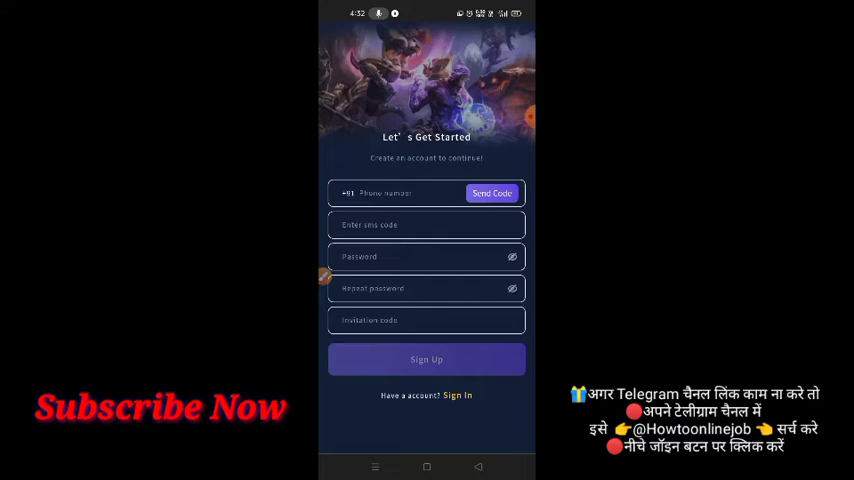 4:32
Let's Get Started
Create an account to continue!
+91 Phone namber Send Code
Enter sms code
Password
Repeat password
Invitation code
Sign Up
Have a account? Sign In
Subscribe Now
🎁अगर Telegram चैनल लिंक काम ना करे तो
🔴अपने टेलीग्राम चैनल में
इसे 👉@Howtoonlinejob 👈 सर्च करे
🔴नीचे जॉइन बटन पर क्लिक करें